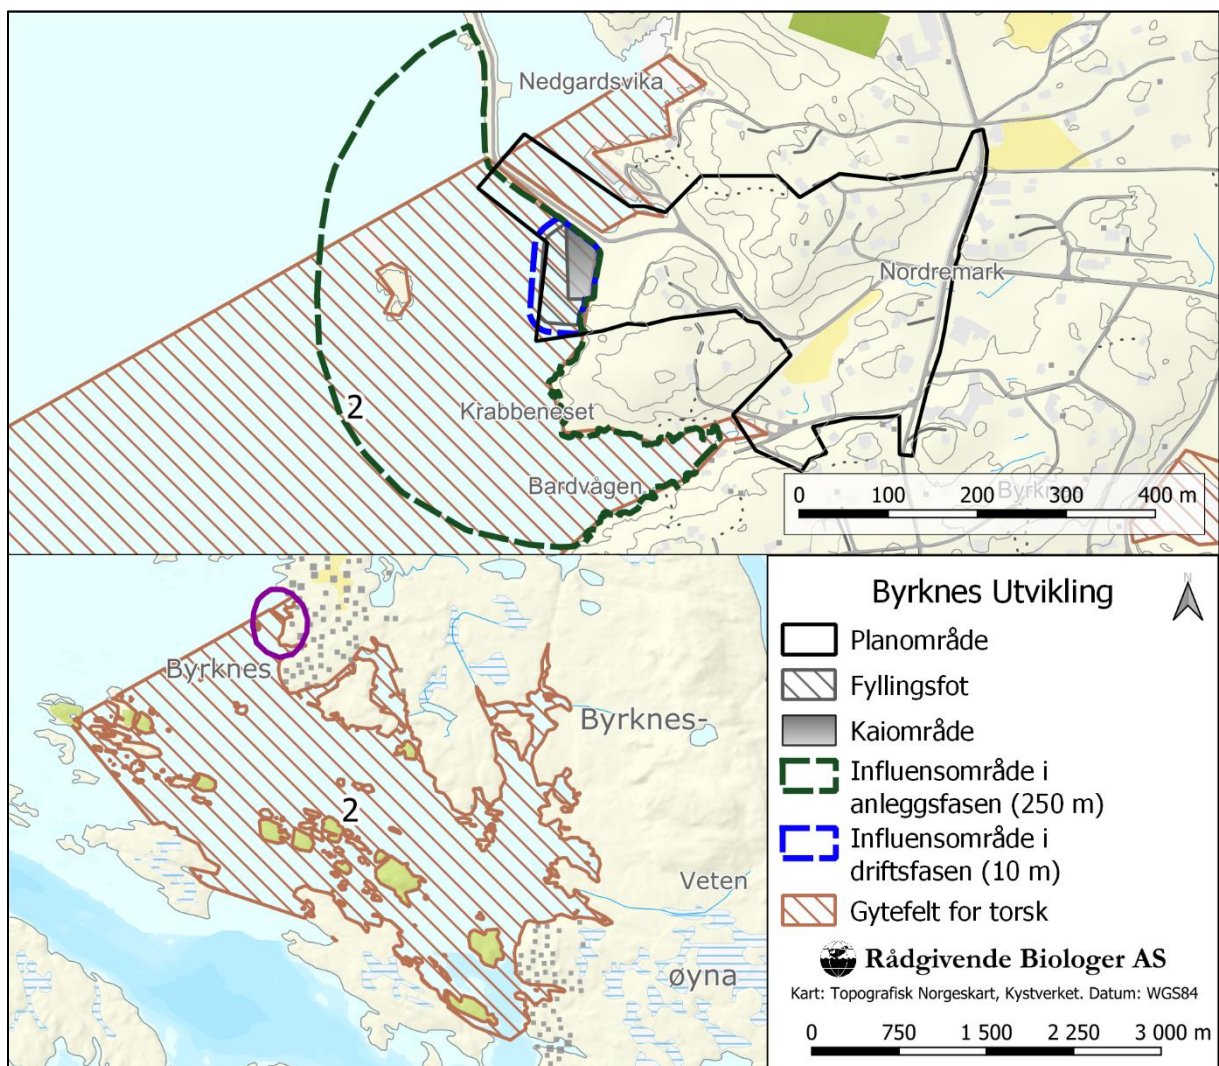 Nedgardsvika
Nordremark
2
Krabbeneset
Bardvågen
0 100 200 300 400 m
Byrknes
2
Byrknes-
Veten
øyna
Byrknes Utvikling
N
Planområde
Fyllingsfot
Kaiområde
Influensområde i
anleggsfasen (250 m)
Influensområde i
driftsfasen (10 m)
Gytefelt for torsk
Rådgivende Biologer AS
Kart: Topografisk Norgeskart, Kystverket. Datum: WGS84
0 750 1 500 2 250 3 000 m